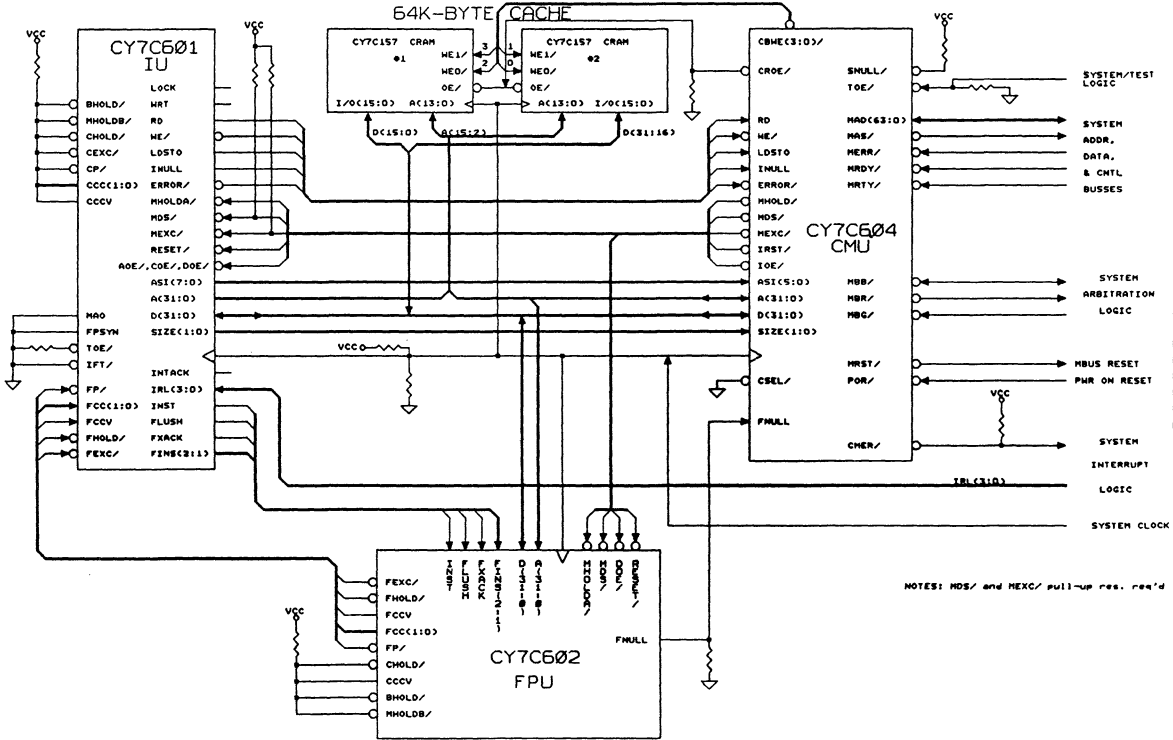 64K-BYTE CACHE
VCC
CY7C601
IU
LOCK
WRT
BHOLD/
MHOLDB/
CHOLD/
CEXC/
CP/
CCC(1:0)
CCCV
RD
WE/
LDSTO
INULL
ERROR/
MHOLDA/
MDS/
MEXC/
RESET/
AOE/,COE/,DOE/
ASI(7:0)
A(31:0)
D(31:0)
SIZE(1:0)
MAO
FPSYN
TOE/
IFT/
INTACK
FP/
FCC(1:0)
FCCV
FHOLD/
FEXC/
IRL(3:0)
INST
FLUSH
FXACK
FINS(2:1)
VCC
CY7C157 CRAM
#1
WE1/
WE0/
OE/
I/O(15:0) A(13:0)
3 1
2 0
CY7C157 CRAM
#2
WE1/
WE0/
OE/
A(13:0) I/O(15:0)
D(15:0) A(15:2) D(31:16)
VCC
CBWE(3:0)/
CROE/
RD
WE/
LDSTO
INULL
ERROR/
MHOLD/
MDS/
MEXC/
IRST/
IOE/
CY7C604
CMU
ASI(5:0)
A(31:0)
D(31:0)
SIZE(1:0)
CSEL/
FNULL
SNULL/
TOE/
MAD(63:0)
MAS/
MERR/
MRDY/
MRTY/
MBB/
MBR/
MBG/
MRST/
POR/
CMER/
VCC
SYSTEM/TEST
LOGIC
SYSTEM
ADDR,
DATA,
& CNTL
BUSSES
SYSTEM
ARBITRATION
LOGIC
MBUS RESET
PWR ON RESET
VCC
SYSTEM
INTERRUPT
LOGIC
IRL(3:0)
SYSTEM CLOCK
NOTES: MDS/ and MEXC/ pull-up res. req'd
INST
FLUSH
FXACK
FINS(2:1)
D(31:0)
A(31:0)
MHOLDA/
MDS/
DOE/
RESET/
VCC
FEXC/
FHOLD/
FCCV
FCC(1:0)
FP/
CHOLD/
CCCV
BHOLD/
MHOLDB/
FNULL
CY7C602
FPU